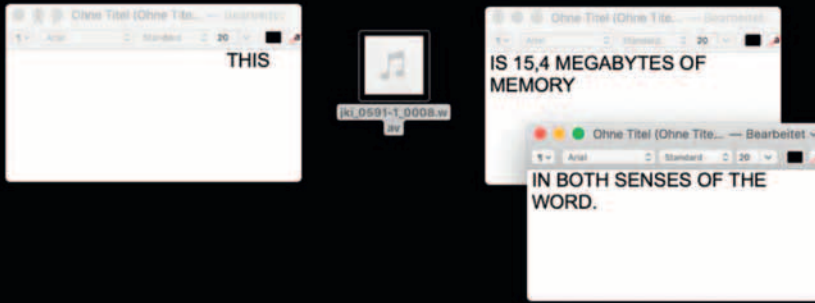 Ohne Titel (Ohne Tite... — Bearbeitet
Arial Standard 20
THIS
jki_0591-1_0008.w
av
Ohne Titel (Ohne Tite... — Bearbeitet
Arial Standard 20
IS 15,4 MEGABYTES OF
MEMORY
Ohne Titel (Ohne Tite... — Bearbeitet
Arial Standard 20
IN BOTH SENSES OF THE
WORD.